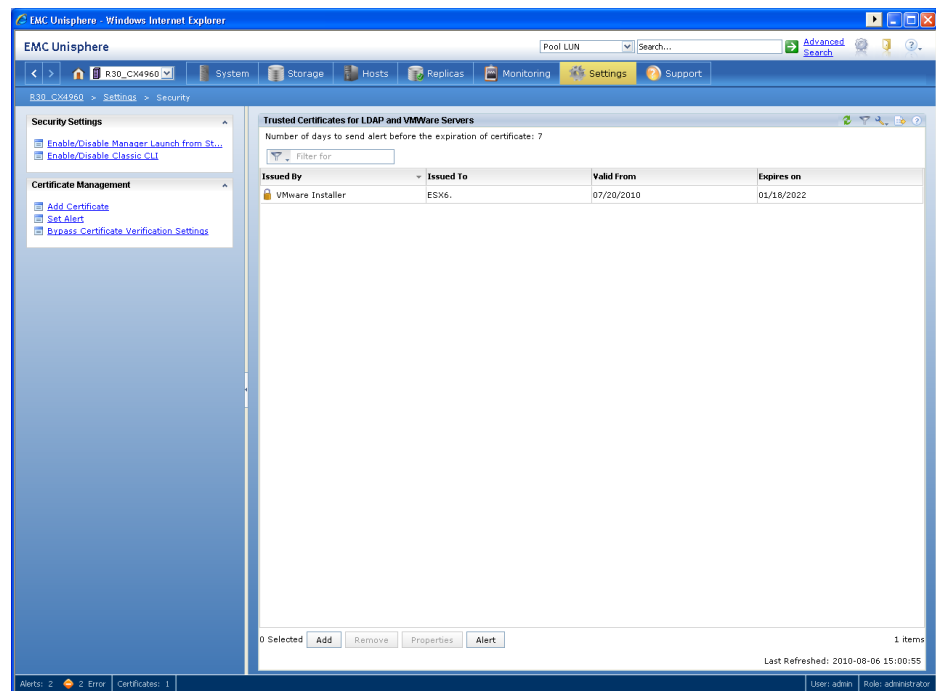 EMC Unisphere - Windows Internet Explorer
EMC Unisphere
Pool LUN
Search...
Advanced Search
R30_CX4960
System
Storage
Hosts
Replicas
Monitoring
Settings
Support
R30_CX4960 > Settings > Security
Security Settings
Enable/Disable Manager Launch from St...
Enable/Disable Classic CLI
Certificate Management
Add Certificate
Set Alert
Bypass Certificate Verification Settings
Trusted Certificates for LDAP and VMWare Servers
Number of days to send alert before the expiration of certificate: 7
Filter for
Issued By Issued To Valid From Expires on
VMware Installer ESX6. 07/20/2010 01/18/2022
0 Selected Add Remove Properties Alert 1 items
Last Refreshed: 2010-08-06 15:00:55
Alerts: 2 2 Error Certificates: 1 User: admin Role: administrator